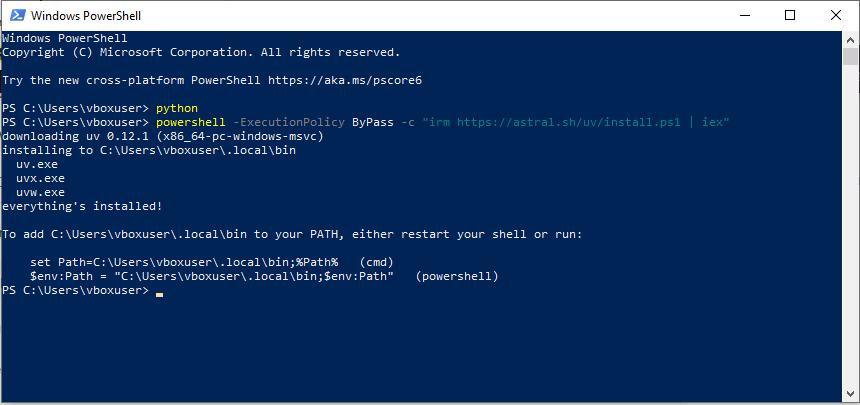 Windows PowerShell
Windows PowerShell
Copyright (C) Microsoft Corporation. All rights reserved.
Try the new cross-platform PowerShell https://aka.ms/pscore6
PS C:\Users\vboxuser> python
PS C:\Users\vboxuser> powershell -ExecutionPolicy ByPass -c "irm https://astral.sh/uv/install.ps1 | iex"
downloading uv 0.12.1 (x86_64-pc-windows-msvc)
installing to C:\Users\vboxuser\.local\bin
  uv.exe
  uvx.exe
  uvw.exe
everything's installed!
To add C:\Users\vboxuser\.local\bin to your PATH, either restart your shell or run:
    set Path=C:\Users\vboxuser\.local\bin;%Path%   (cmd)
    $env:Path = "C:\Users\vboxuser\.local\bin;$env:Path"   (powershell)
PS C:\Users\vboxuser>